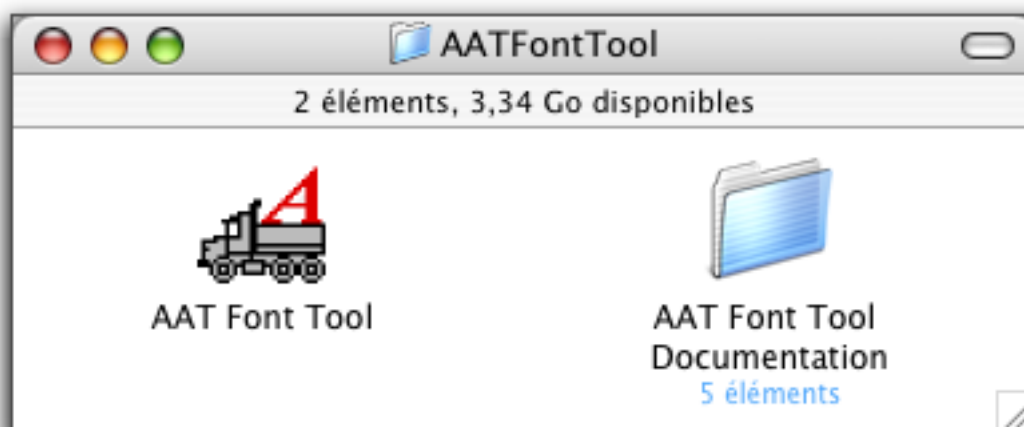 AATFontTool
2 éléments, 3,34 Go disponibles
A
AAT Font Tool
AAT Font Tool
Documentation
5 éléments